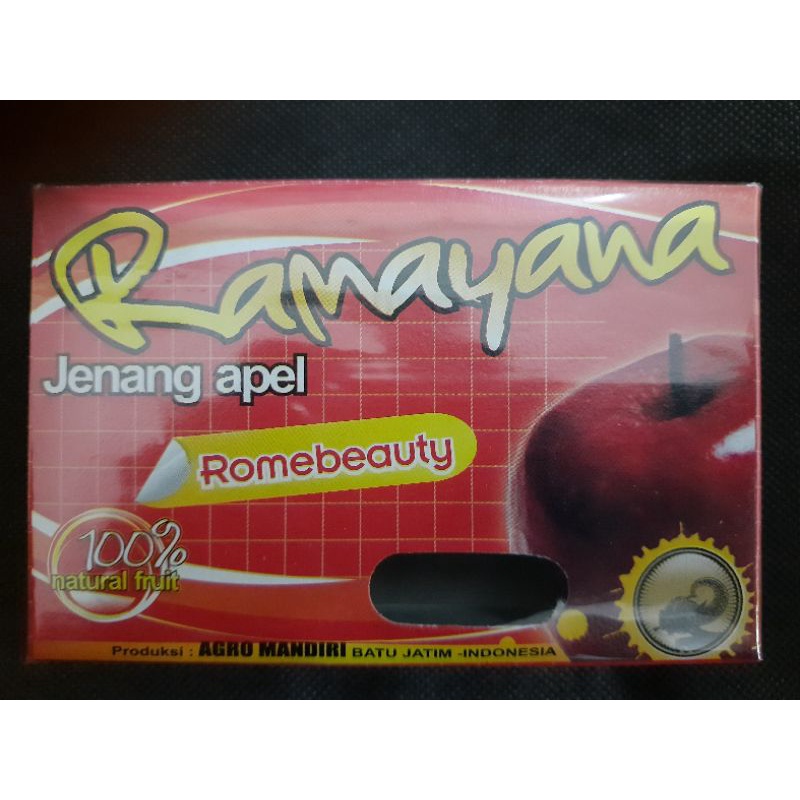 Ramayana
Jenang apel
Romebeauty
100%
natural fruit
Produksi : AGRO MANDIRI BATU JATIM -INDONESIA